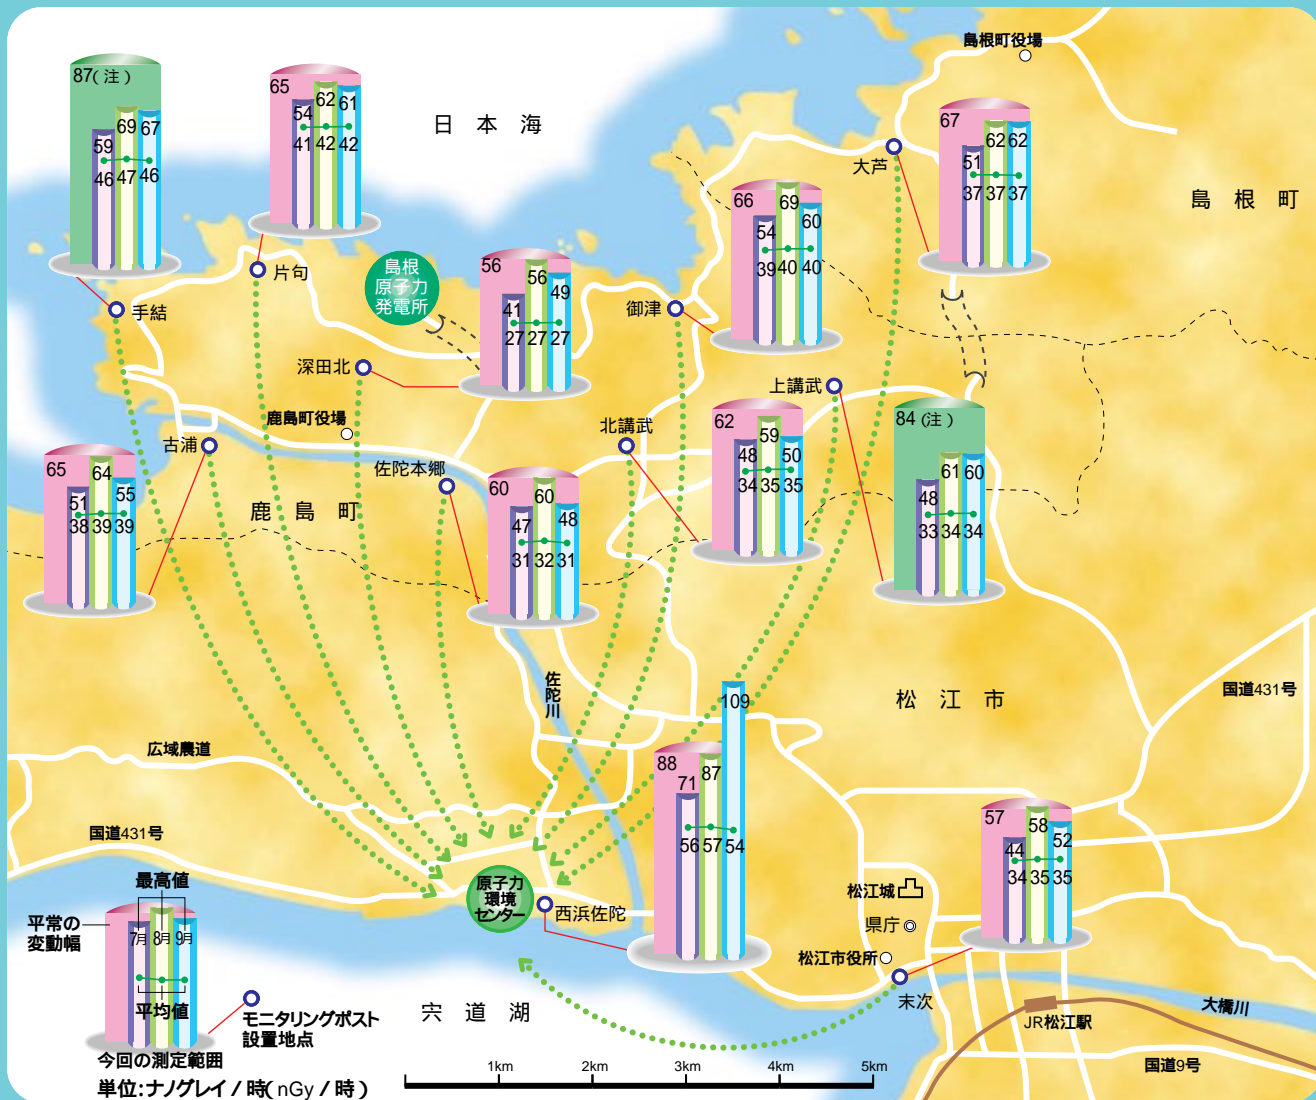 島根町役場
87(注)
59
69
67
46
47
46
65
54
62
61
41
42
42
日本海
67
51
62
62
37
37
37
大芦
島根町
66
54
69
60
39
40
40
片句
島根
原子力
発電所
56
41
56
49
27
27
27
御津
手結
深田北
上講武
鹿島町役場
北講武
62
48
59
50
34
35
35
84(注)
48
61
60
33
34
34
古浦
65
51
64
55
38
39
39
佐陀本郷
60
47
60
48
31
32
31
鹿島町
佐陀川
松江市
国道431号
広域農道
88
71
87
109
56
57
54
国道431号
57
44
58
52
34
35
35
最高値
平常の
変動幅
7月
8月
9月
平均値
今回の測定範囲
単位:ナノグレイ/時(nGy/時)
モニタリングポスト
設置地点
原子力
環境
センター
西浜佐陀
松江城
県庁
松江市役所
末次
宍道湖
JR松江駅
大橋川
国道9号
1km
2km
3km
4km
5km